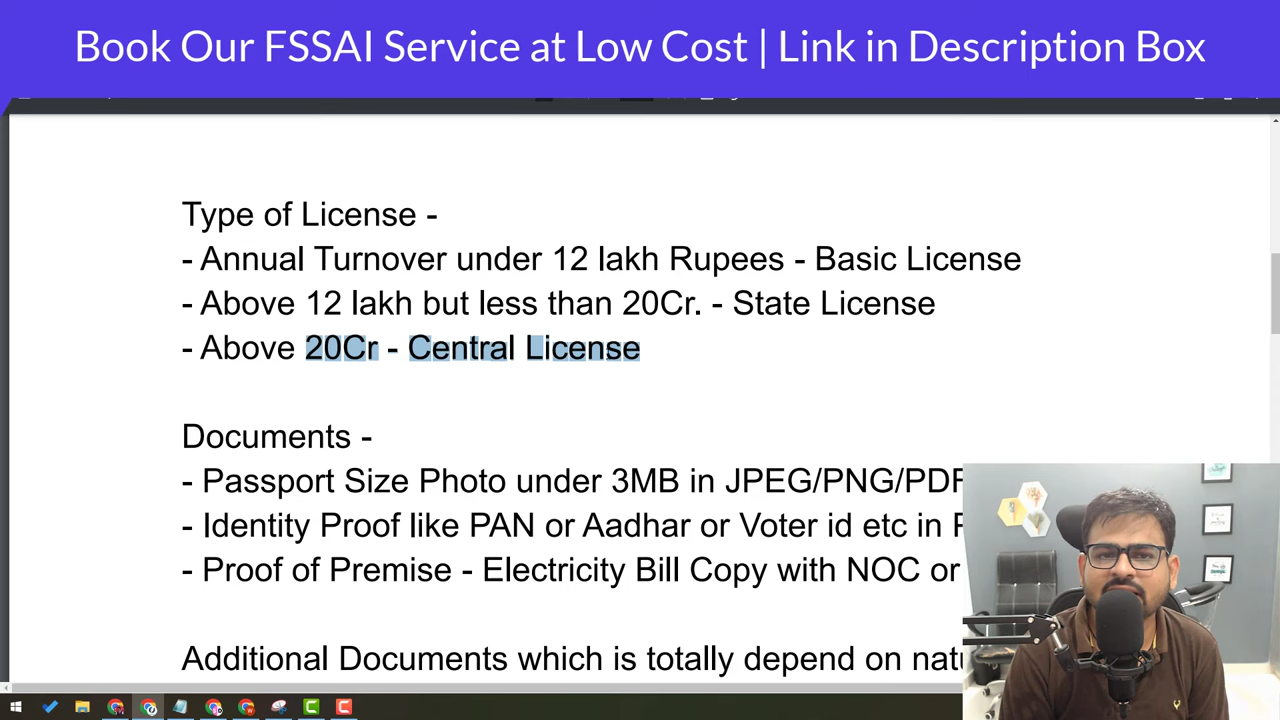 Book Our FSSAI Service at Low Cost | Link in Description Box
Type of License -
- Annual Turnover under 12 lakh Rupees - Basic License
- Above 12 lakh but less than 20Cr. - State License
- Above 20Cr - Central License
Documents -
- Passport Size Photo under 3MB in JPEG/PNG/PDF
- Identity Proof like PAN or Aadhar or Voter id etc in
- Proof of Premise - Electricity Bill Copy with NOC or
Additional Documents which is totally depend on